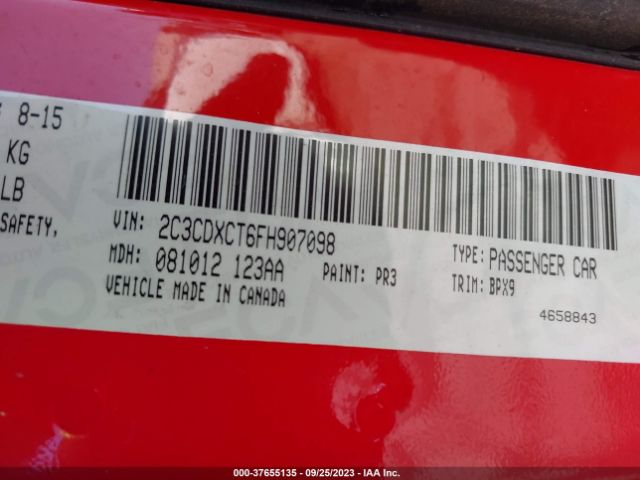 8-15
KG
LB
SAFETY,
VIN: 2C3CDXCT6FH907098
TYPE: PASSENGER CAR
MDH: 081012 123AA PAINT: PR3 TRIM: BPX9
VEHICLE MADE IN CANADA
4658843
000-37655135 - 09/25/2023 - IAA Inc.